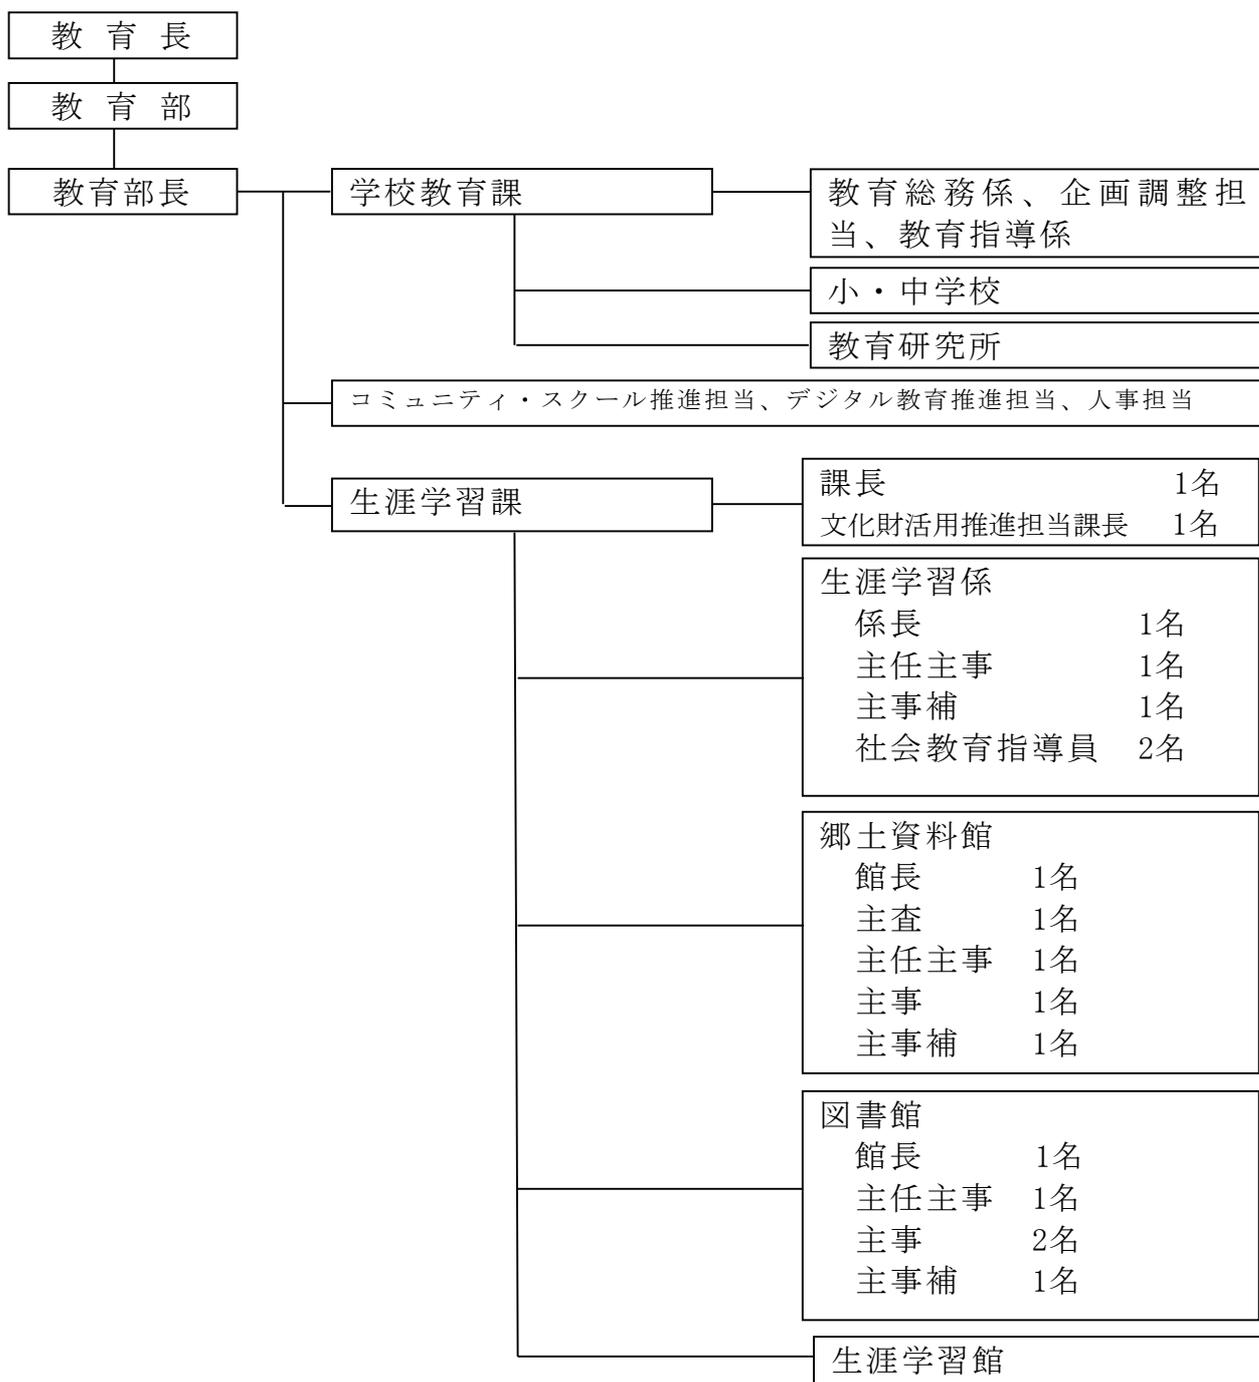 教 育 長
教 育 部
教育部長
学校教育課
教育総務係、企画調整担
当、教育指導係
小・中学校
教育研究所
コミュニティ・スクール推進担当、デジタル教育推進担当、人事担当
生涯学習課
課長 1名
文化財活用推進担当課長 1名
生涯学習係
係長 1名
主任主事 1名
主事補 1名
社会教育指導員 2名
郷土資料館
館長 1名
主査 1名
主任主事 1名
主事 1名
主事補 1名
図書館
館長 1名
主任主事 1名
主事 2名
主事補 1名
生涯学習館